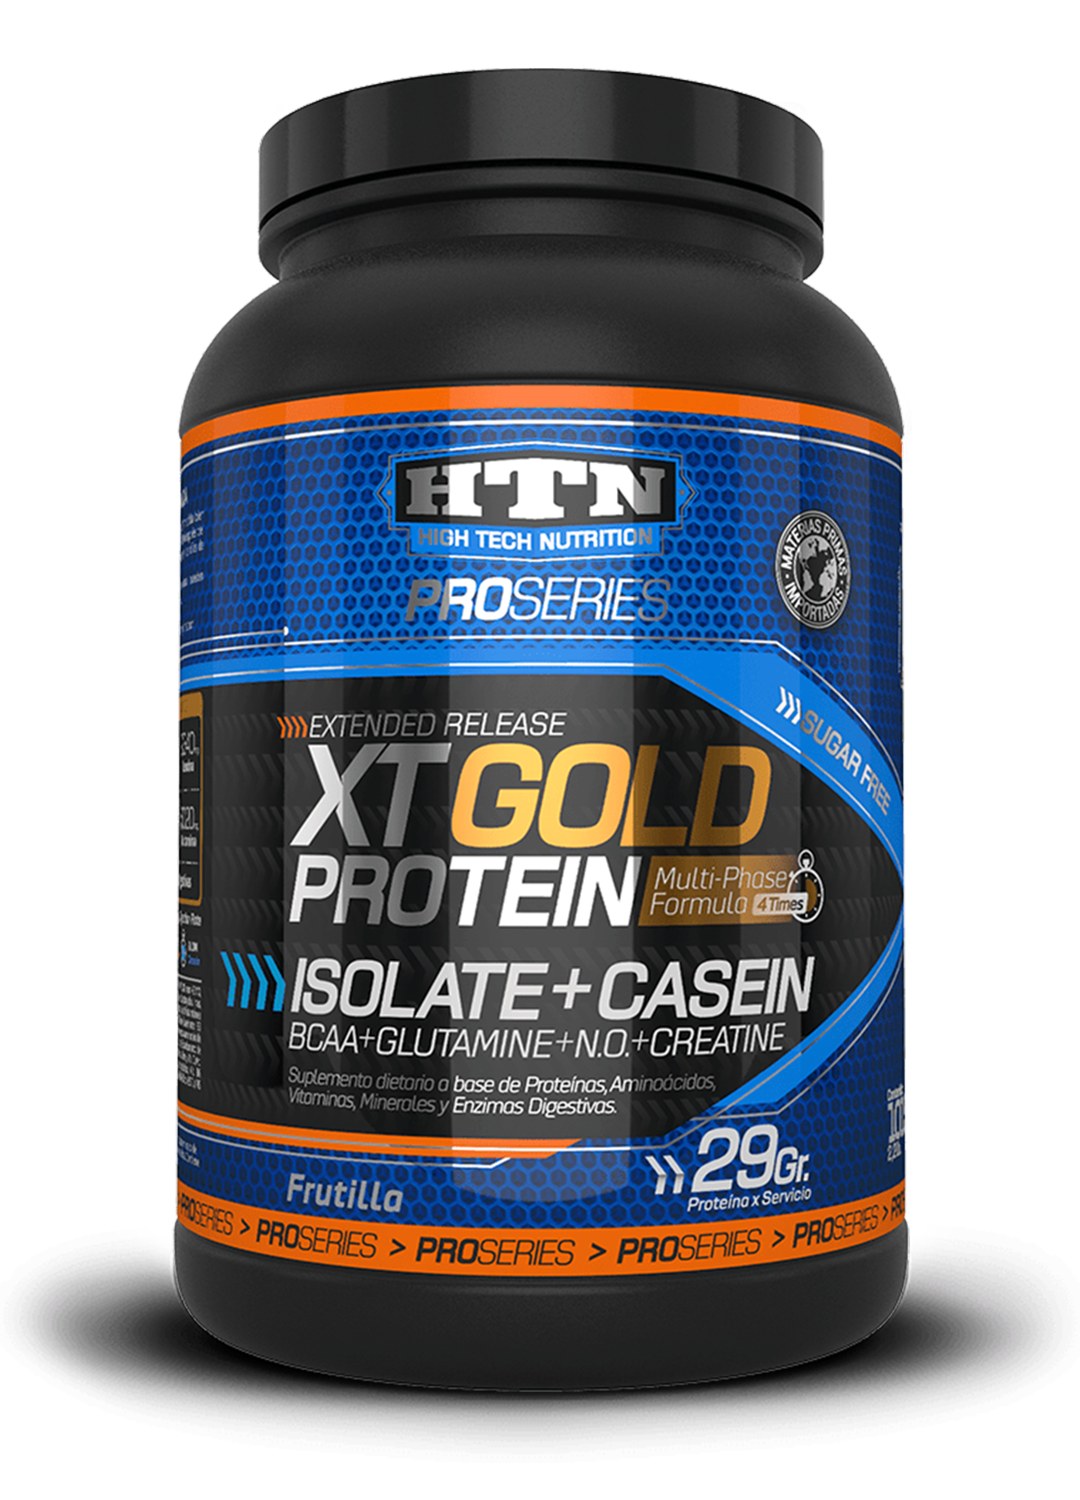 HTN
HIGH TECH NUTRITION
PROSERIES
MATERIAS PRIMAS
IMPORTADAS
SUGAR FREE
EXTENDED RELEASE
XT GOLD
PROTEIN
Multi-Phase
Formula 4 Times
ISOLATE + CASEIN
BCAA+GLUTAMINE+N.O.+CREATINE
Suplemento dietario a base de Proteínas, Aminoácidos,
Vitaminas, Minerales y Enzimas Digestivas.
29Gr.
Proteína x Servicio
Frutilla
PROSERIES > PROSERIES > PROSERIES > PROSERIES > PROSERIES >